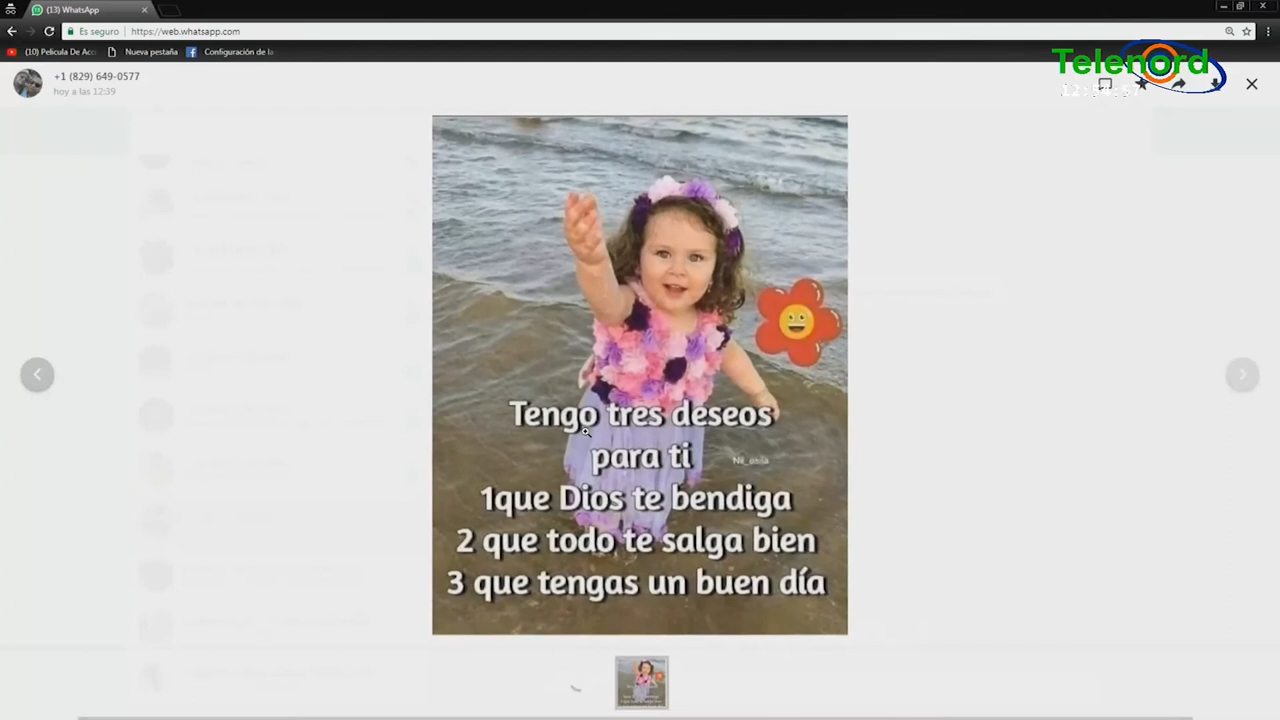 (13) WhatsApp
Es seguro
https://web.whatsapp.com
(10) Pelicula De Acci
Nueva pestaña
Configuración de la
Telenord
+1 (829) 649-0577
hoy a las 12:39
Tengo tres deseos
para ti
1que Dios te bendiga
2 que todo te salga bien
3 que tengas un buen día